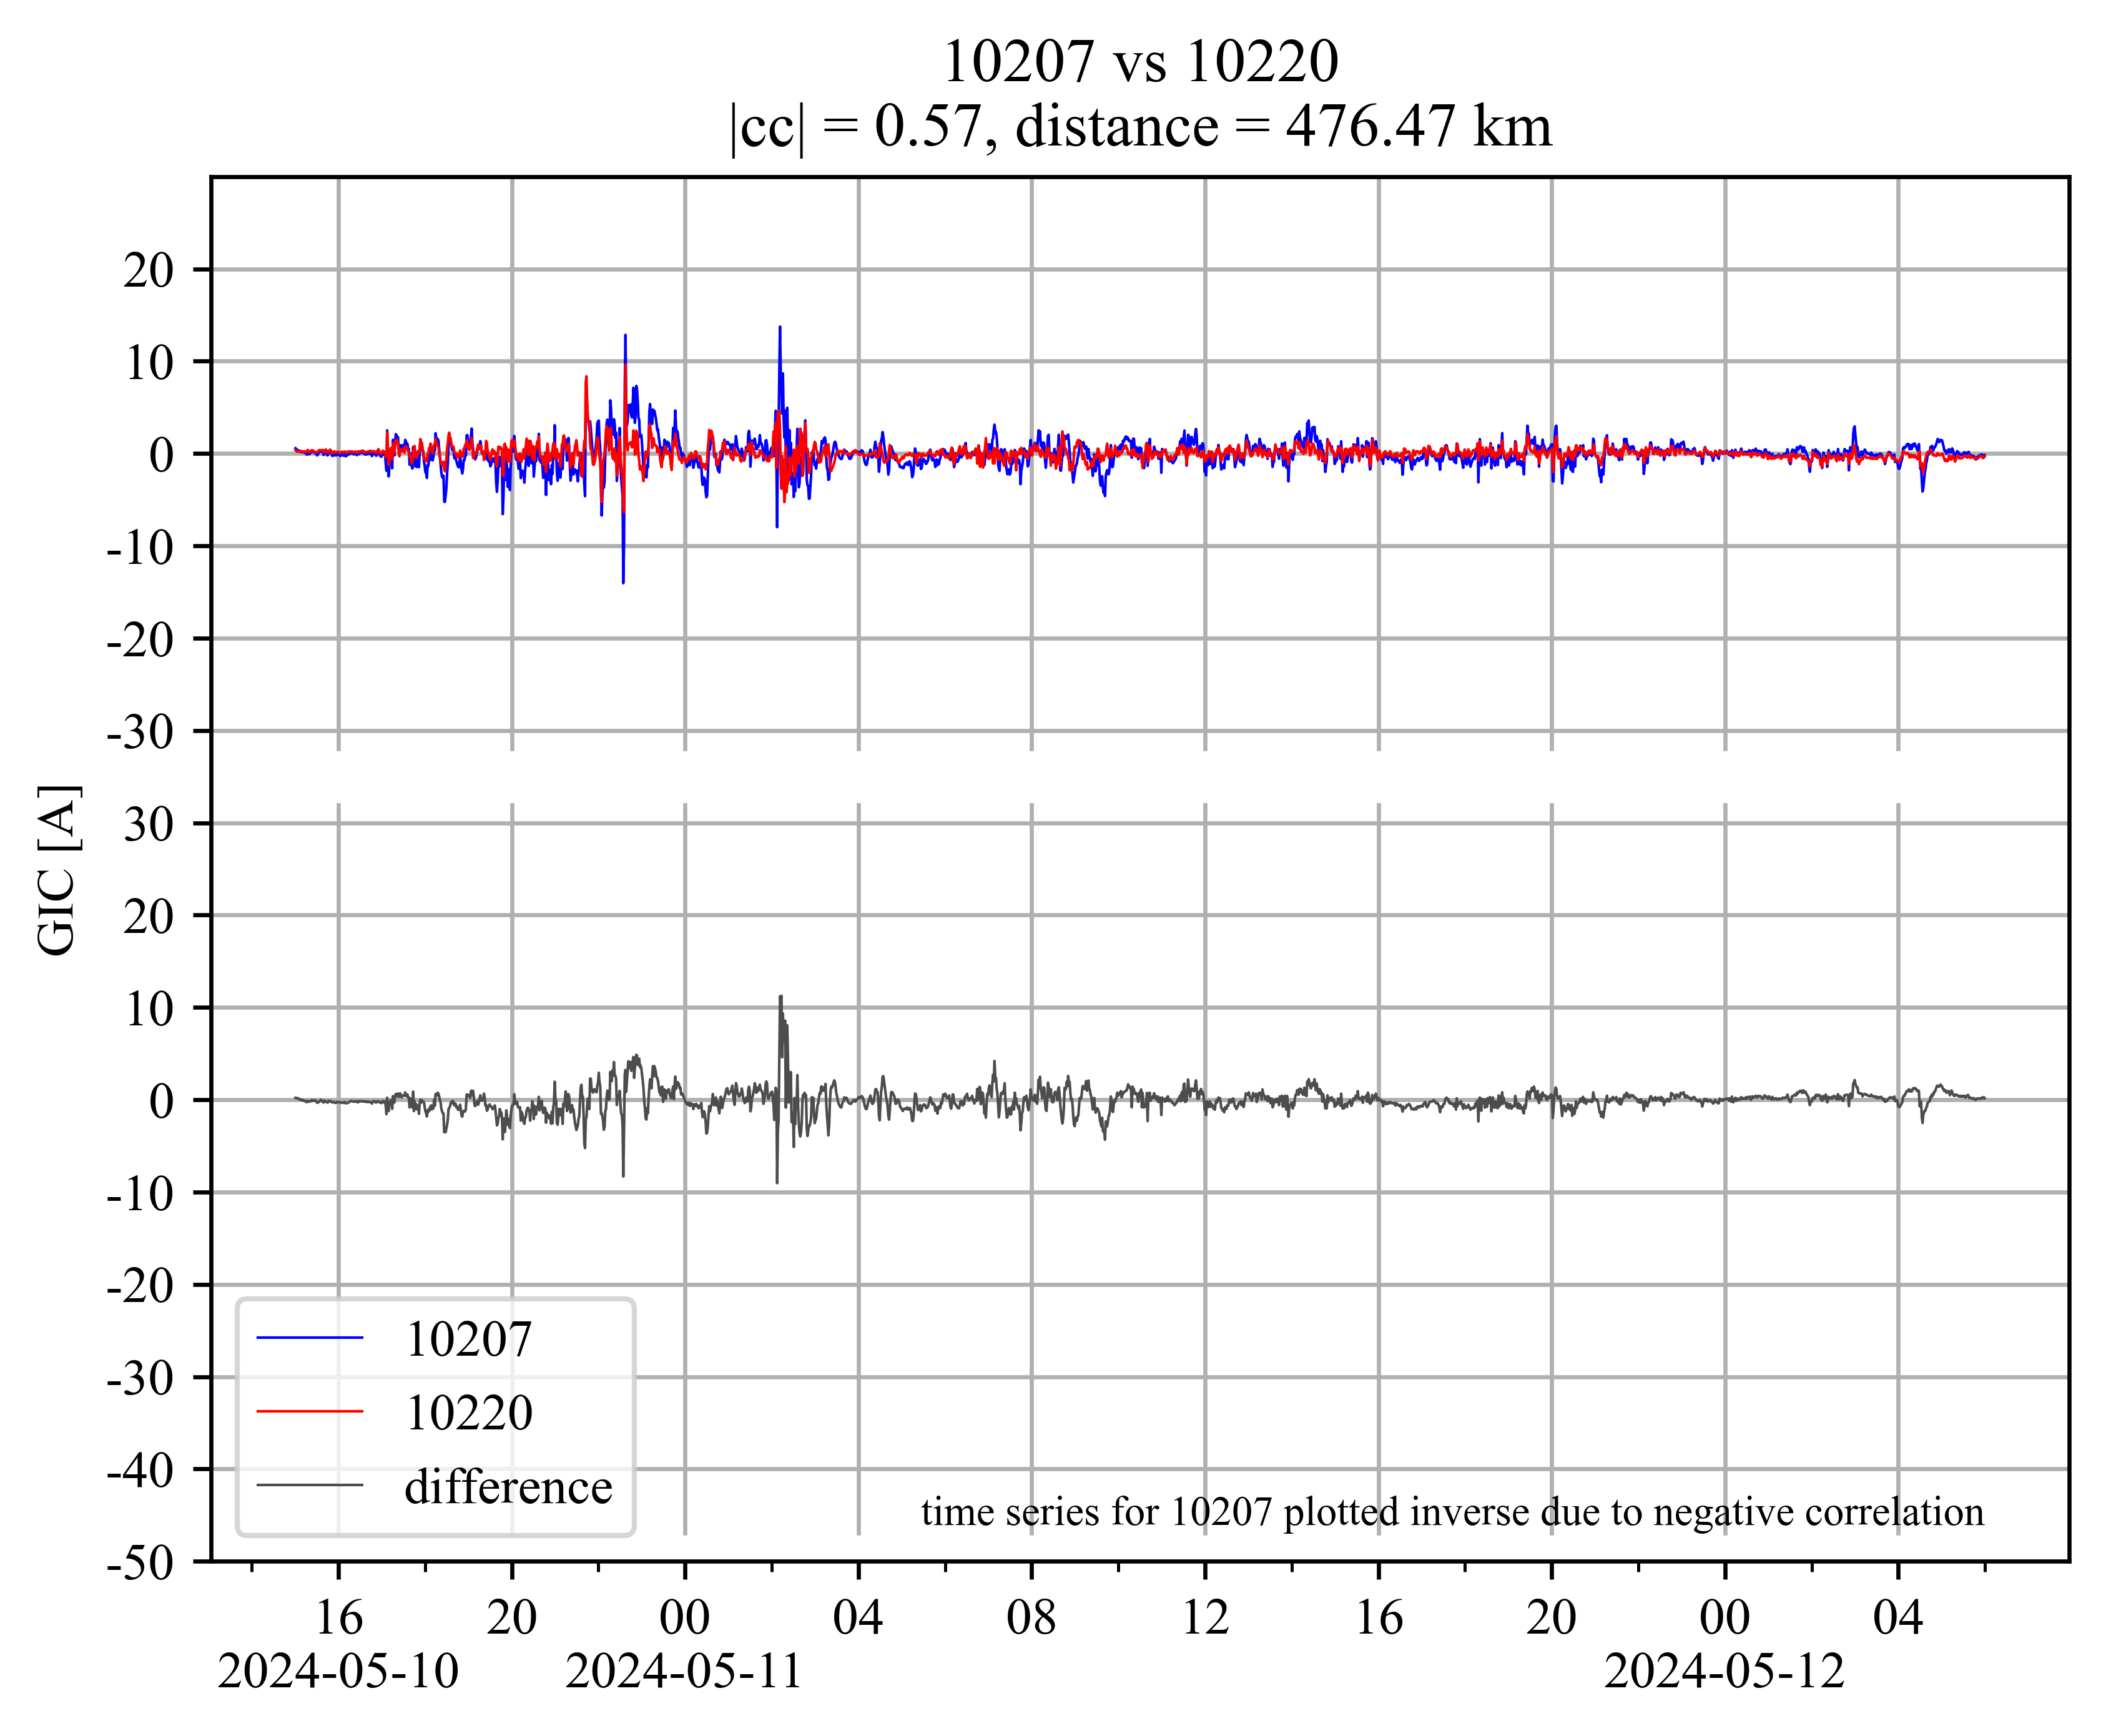 10207 vs 10220
|cc| = 0.57, distance = 476.47 km
20
10
0
-10
-20
-30
30
20
10
0
-10
-20
-30
-40
-50
GIC [A]
10207
10220
difference
time series for 10207 plotted inverse due to negative correlation
16 20 00 04 08 12 16 20 00 04
2024-05-10 2024-05-11 2024-05-12